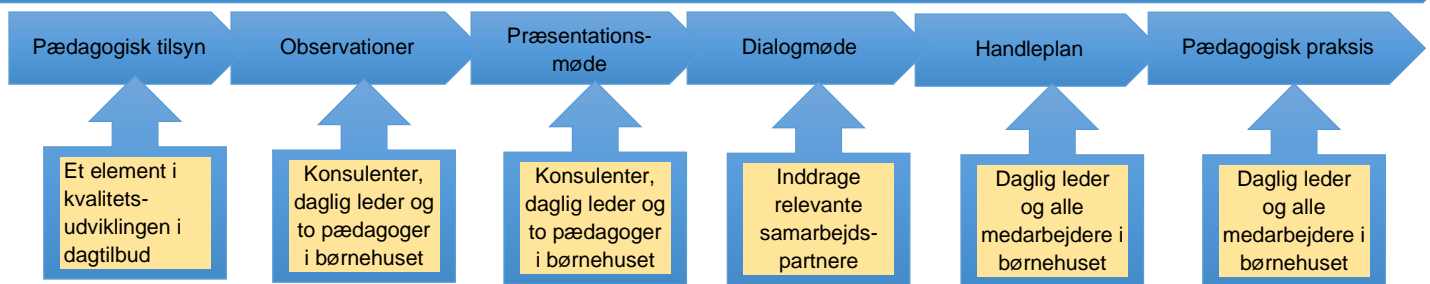 Pædagogisk tilsyn
Observationer
Præsentations-
møde
Dialogmøde
Handleplan
Pædagogisk praksis
Et element i
kvalitets-
udviklingen i
dagtilbud
Konsulenter,
daglig leder og
to pædagoger
i børnehuset
Konsulenter,
daglig leder og
to pædagoger
i børnehuset
Inddrage
relevante
samarbejds-
partnere
Daglig leder
og alle
medarbejdere i
børnehuset
Daglig leder
og alle
medarbejdere i
børnehuset